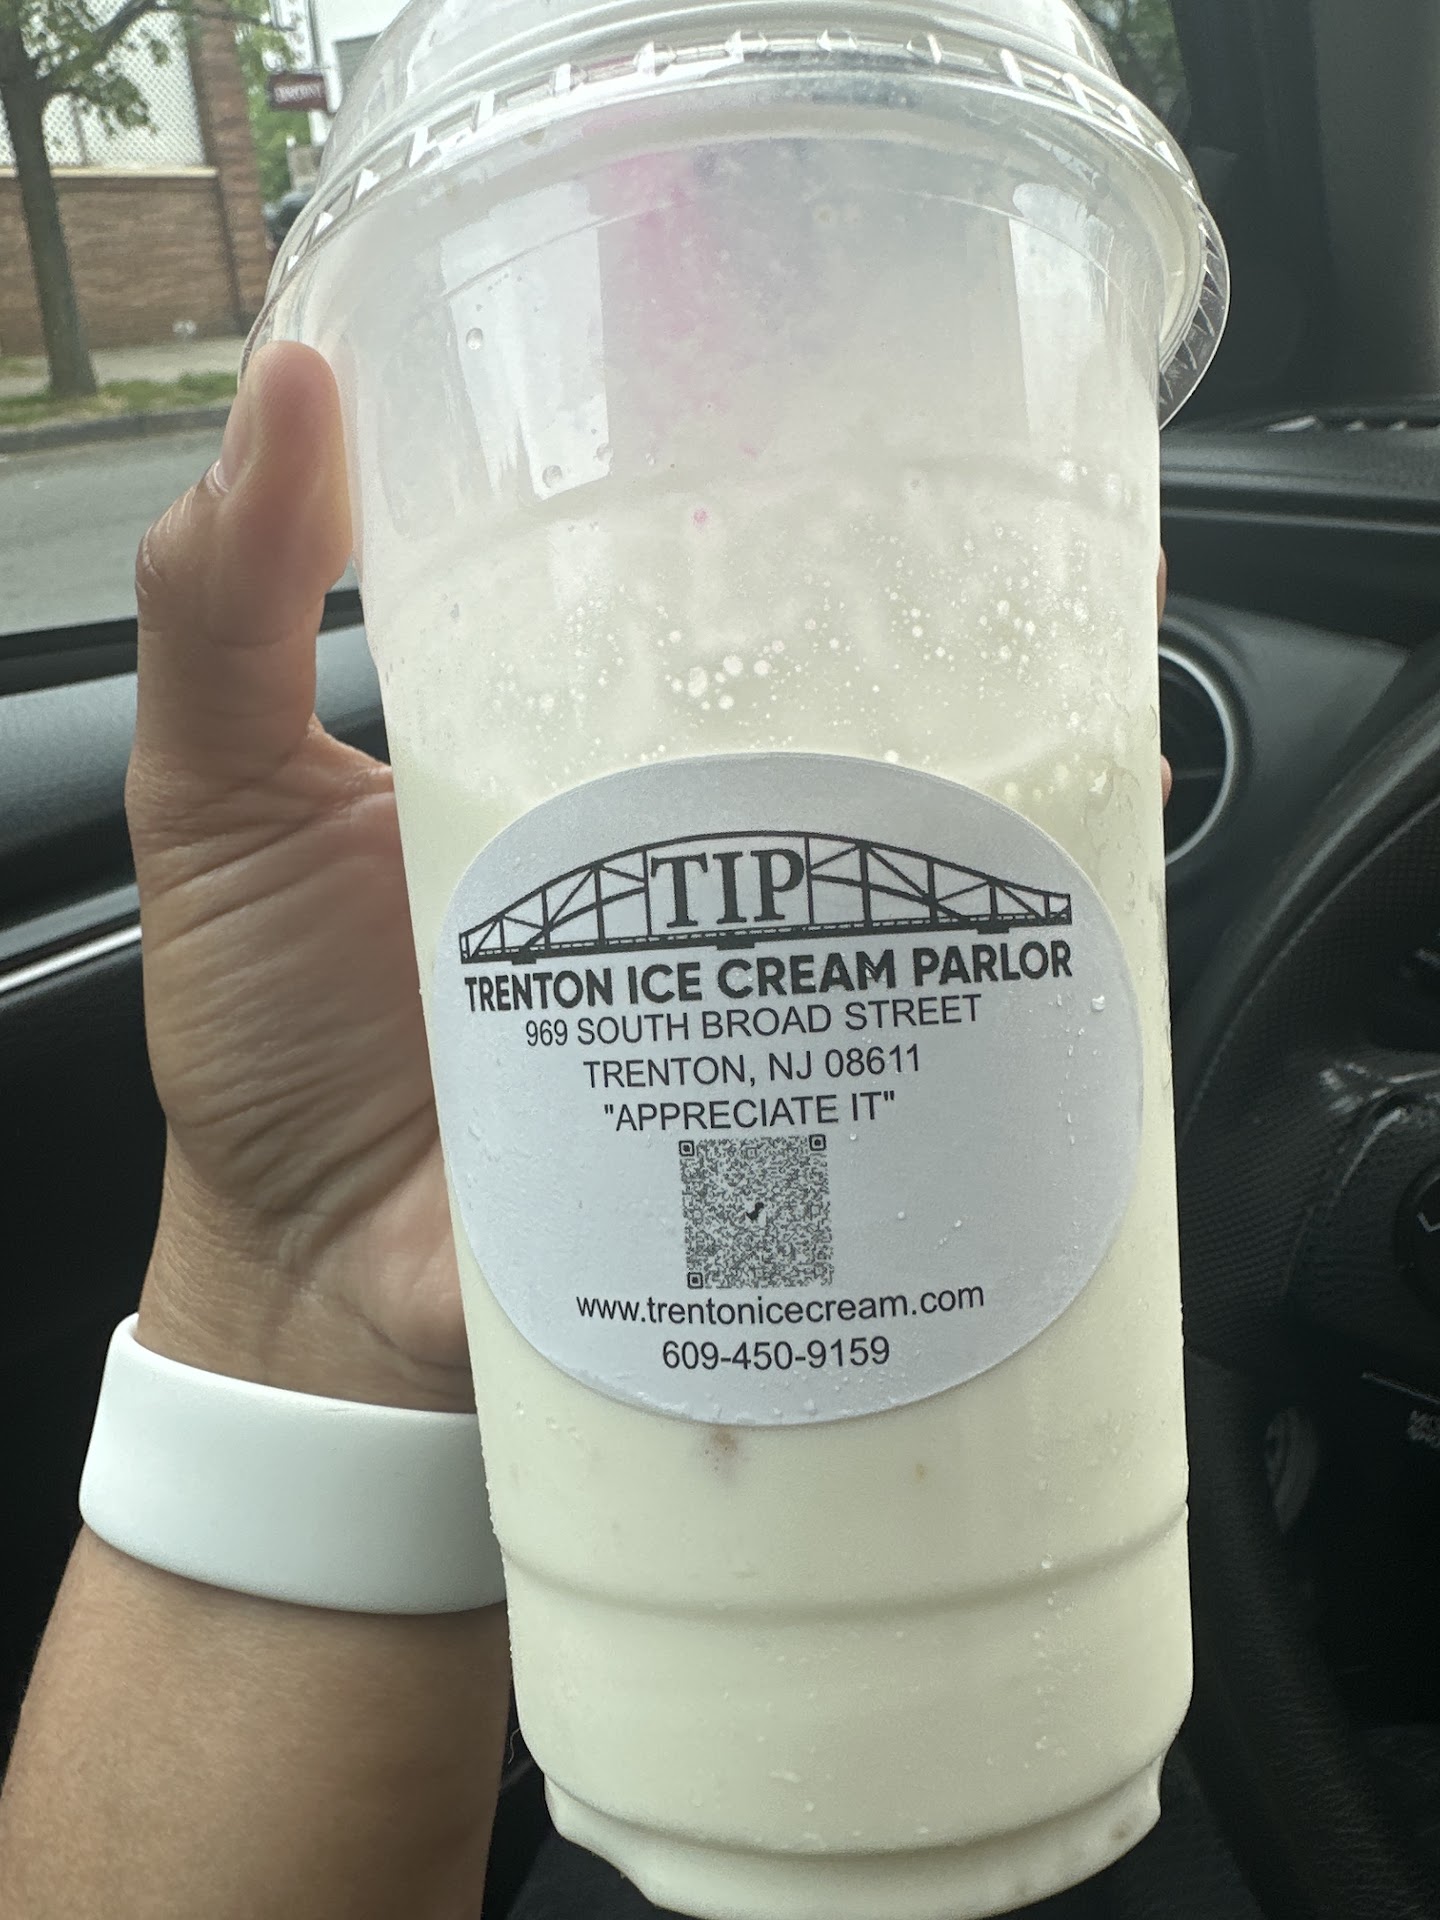 TIP
TRENTON ICE CREAM PARLOR
969 SOUTH BROAD STREET
TRENTON, NJ 08611
"APPRECIATE IT"
www.trentonicecream.com
609-450-9159